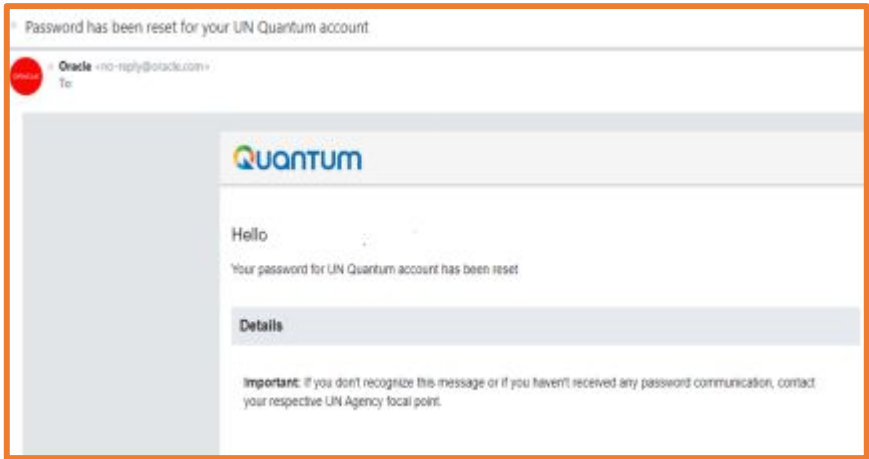 Password has been reset for your UN Quantum account
Oracle <no-reply@oracle.com>
To:
Quantum
Hello
Your password for UN Quantum account has been reset
Details
Important: If you don't recognize this message or if you haven't received any password communication, contact
your respective UN Agency focal point.